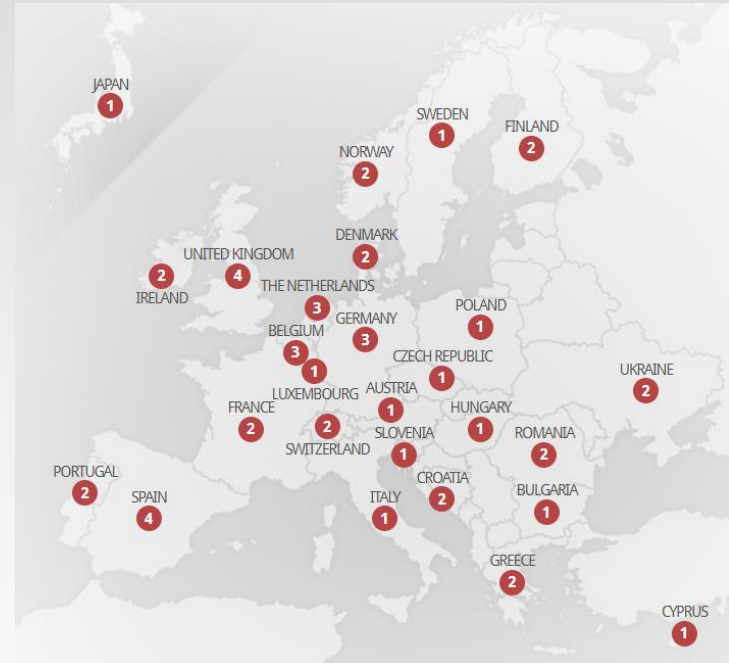 JAPAN
1
SWEDEN
1
FINLAND
2
NORWAY
2
DENMARK
2
UNITED KINGDOM
4
2
IRELAND
THE NETHERLANDS
3
GERMANY
3
BELGIUM
3
1
LUXEMBOURG
POLAND
1
CZECH REPUBLIC
1
UKRAINE
2
AUSTRIA
1
FRANCE
2
2
SWITZERLAND
HUNGARY
1
SLOVENIA
1
ROMANIA
2
PORTUGAL
2
SPAIN
4
ITALY
1
CROATIA
2
BULGARIA
1
GREECE
2
CYPRUS
1